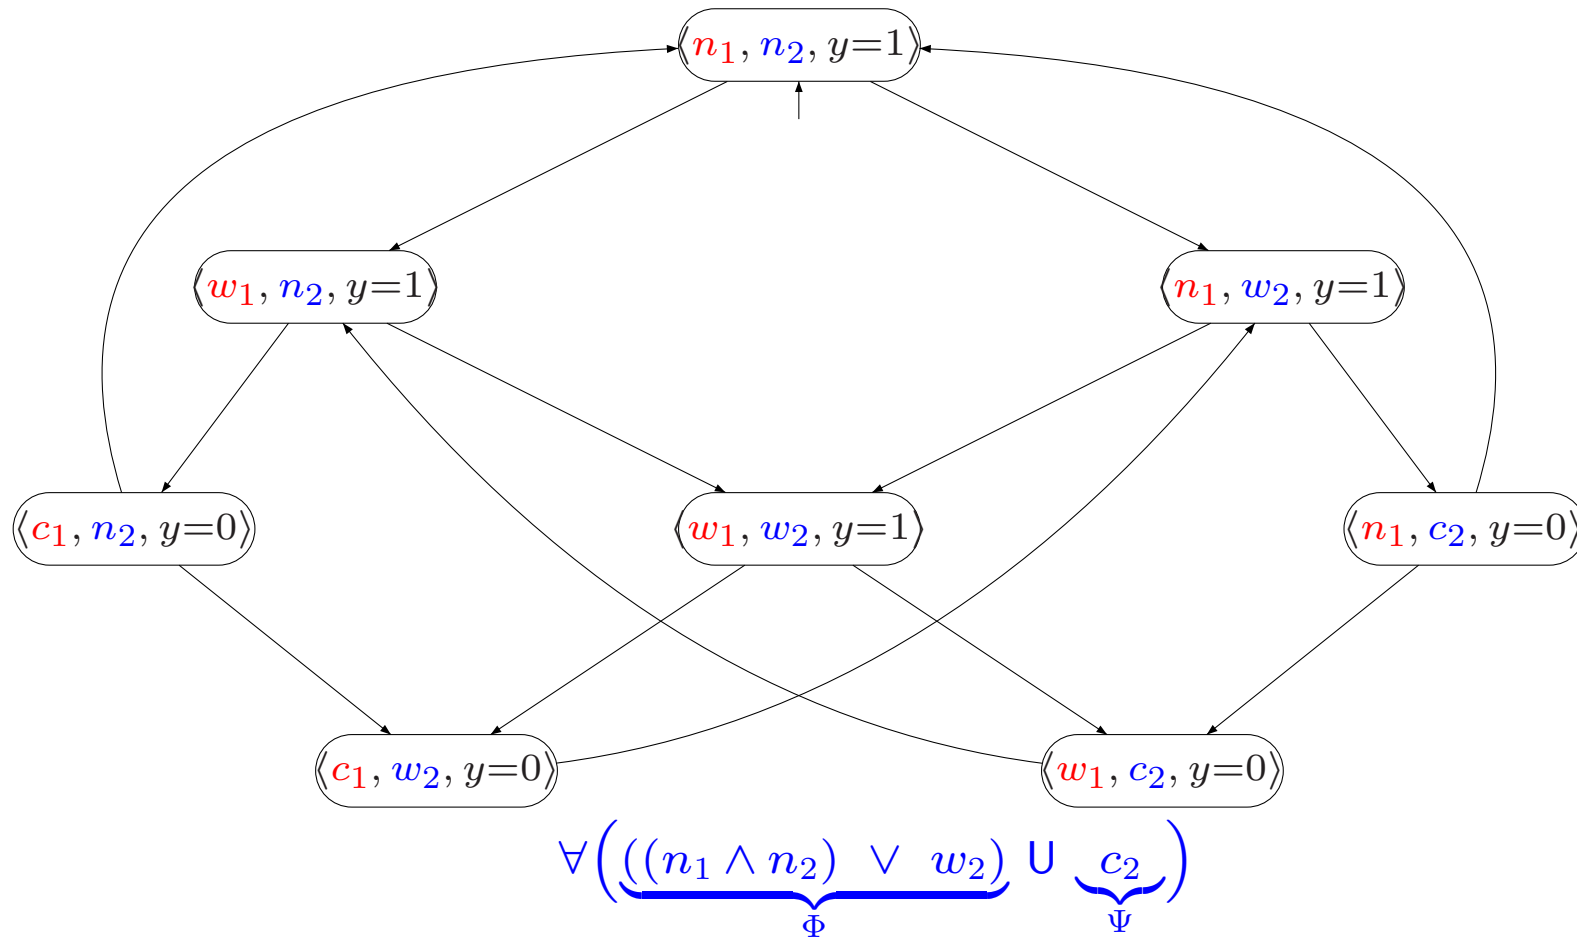 ⟨n₁, n₂, y=1⟩
⟨w₁, n₂, y=1⟩ ⟨n₁, w₂, y=1⟩
⟨c₁, n₂, y=0⟩ ⟨w₁, w₂, y=1⟩ ⟨n₁, c₂, y=0⟩
⟨c₁, w₂, y=0⟩ ⟨w₁, c₂, y=0⟩
∀(((n₁ ∧ n₂) ∨ w₂) U c₂)
Φ Ψ